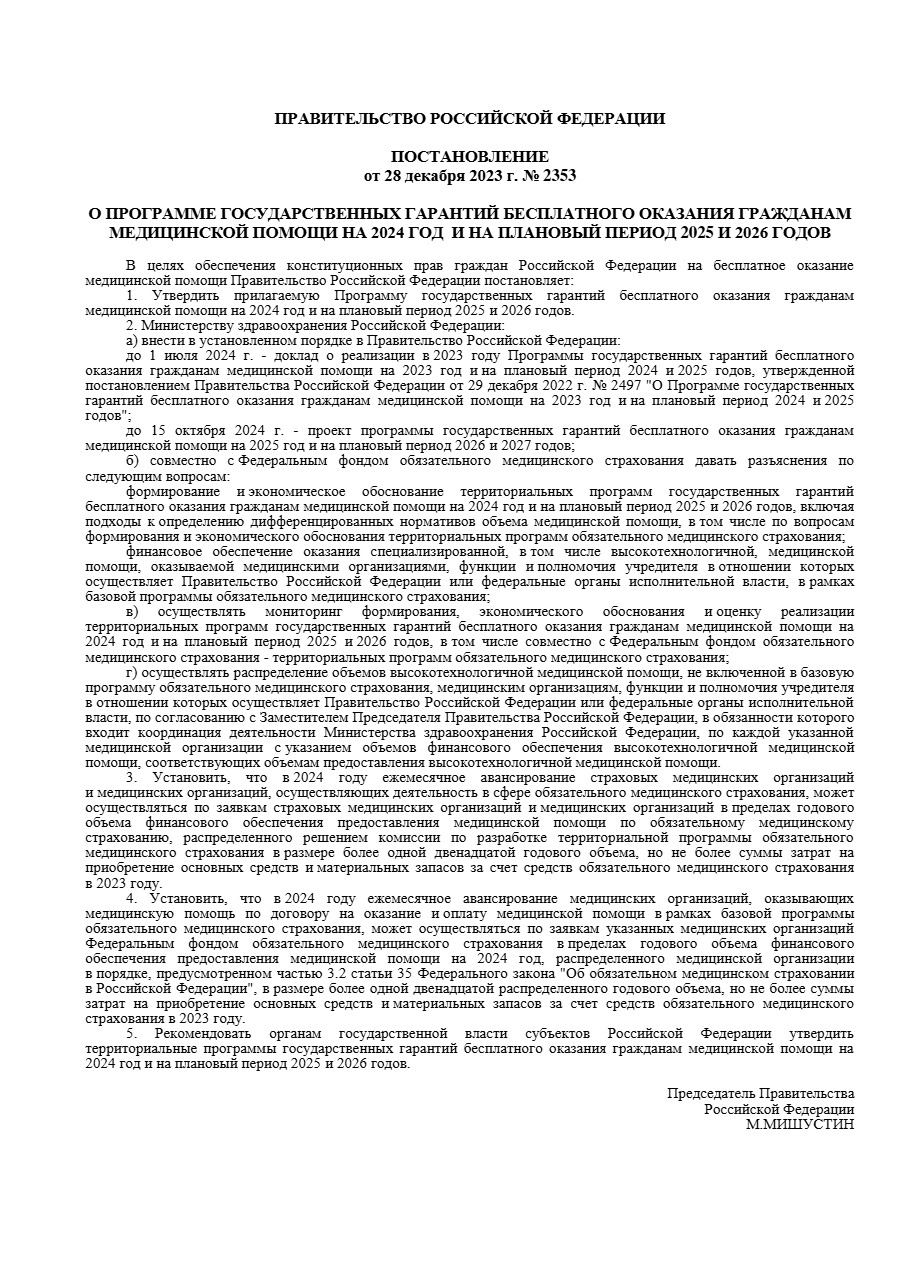 ПРАВИТЕЛЬСТВО РОССИЙСКОЙ ФЕДЕРАЦИИ
ПОСТАНОВЛЕНИЕ
от 28 декабря 2023 г. № 2353
О ПРОГРАММЕ ГОСУДАРСТВЕННЫХ ГАРАНТИЙ БЕСПЛАТНОГО ОКАЗАНИЯ ГРАЖДАНАМ
МЕДИЦИНСКОЙ ПОМОЩИ НА 2024 ГОД И НА ПЛАНОВЫЙ ПЕРИОД 2025 И 2026 ГОДОВ
В целях обеспечения конституционных прав граждан Российской Федерации на бесплатное оказание
медицинской помощи Правительство Российской Федерации постановляет:
1. Утвердить прилагаемую Программу государственных гарантий бесплатного оказания гражданам
медицинской помощи на 2024 год и на плановый период 2025 и 2026 годов.
2. Министерству здравоохранения Российской Федерации:
а) внести в установленном порядке в Правительство Российской Федерации:
до 1 июля 2024 г. - доклад о реализации в 2023 году Программы государственных гарантий бесплатного
оказания гражданам медицинской помощи на 2023 год и на плановый период 2024 и 2025 годов, утвержденной
постановлением Правительства Российской Федерации от 29 декабря 2022 г. № 2497 "О Программе государственных
гарантий бесплатного оказания гражданам медицинской помощи на 2023 год и на плановый период 2024 и 2025
годов";
до 15 октября 2024 г. - проект программы государственных гарантий бесплатного оказания гражданам
медицинской помощи на 2025 год и на плановый период 2026 и 2027 годов;
б) совместно с Федеральным фондом обязательного медицинского страхования давать разъяснения по
следующим вопросам:
формирование и экономическое обоснование территориальных программ государственных гарантий
бесплатного оказания гражданам медицинской помощи на 2024 год и на плановый период 2025 и 2026 годов, включая
подходы к определению дифференцированных нормативов объема медицинской помощи, в том числе по вопросам
формирования и экономического обоснования территориальных программ обязательного медицинского страхования;
финансовое обеспечение оказания специализированной, в том числе высокотехнологичной, медицинской
помощи, оказываемой медицинскими организациями, функции и полномочия учредителя в отношении которых
осуществляет Правительство Российской Федерации или федеральные органы исполнительной власти, в рамках
базовой программы обязательного медицинского страхования;
в) осуществлять мониторинг формирования, экономического обоснования и оценку реализации
территориальных программ государственных гарантий бесплатного оказания гражданам медицинской помощи на
2024 год и на плановый период 2025 и 2026 годов, в том числе совместно с Федеральным фондом обязательного
медицинского страхования - территориальных программ обязательного медицинского страхования;
г) осуществлять распределение объемов высокотехнологичной медицинской помощи, не включенной в базовую
программу обязательного медицинского страхования, медицинским организациям, функции и полномочия учредителя
в отношении которых осуществляет Правительство Российской Федерации или федеральные органы исполнительной
власти, по согласованию с Заместителем Председателя Правительства Российской Федерации, в обязанности которого
входит координация деятельности Министерства здравоохранения Российской Федерации, по каждой указанной
медицинской организации с указанием объемов финансового обеспечения высокотехнологичной медицинской
помощи, соответствующих объемам предоставления высокотехнологичной медицинской помощи.
3. Установить, что в 2024 году ежемесячное авансирование страховых медицинских организаций
и медицинских организаций, осуществляющих деятельность в сфере обязательного медицинского страхования, может
осуществляться по заявкам страховых медицинских организаций и медицинских организаций в пределах годового
объема финансового обеспечения предоставления медицинской помощи по обязательному медицинскому
страхованию, распределенного решением комиссии по разработке территориальной программы обязательного
медицинского страхования в размере более одной двенадцатой годового объема, но не более суммы затрат на
приобретение основных средств и материальных запасов за счет средств обязательного медицинского страхования
в 2023 году.
4. Установить, что в 2024 году ежемесячное авансирование медицинских организаций, оказывающих
медицинскую помощь по договору на оказание и оплату медицинской помощи в рамках базовой программы
обязательного медицинского страхования, может осуществляться по заявкам указанных медицинских организаций
Федеральным фондом обязательного медицинского страхования в пределах годового объема финансового
обеспечения предоставления медицинской помощи на 2024 год, распределенного медицинской организации
в порядке, предусмотренном частью 3.2 статьи 35 Федерального закона "Об обязательном медицинском страховании
в Российской Федерации", в размере более одной двенадцатой распределенного годового объема, но не более суммы
затрат на приобретение основных средств и материальных запасов за счет средств обязательного медицинского
страхования в 2023 году.
5. Рекомендовать органам государственной власти субъектов Российской Федерации утвердить
территориальные программы государственных гарантий бесплатного оказания гражданам медицинской помощи на
2024 год и на плановый период 2025 и 2026 годов.
Председатель Правительства
Российской Федерации
М.МИШУСТИН